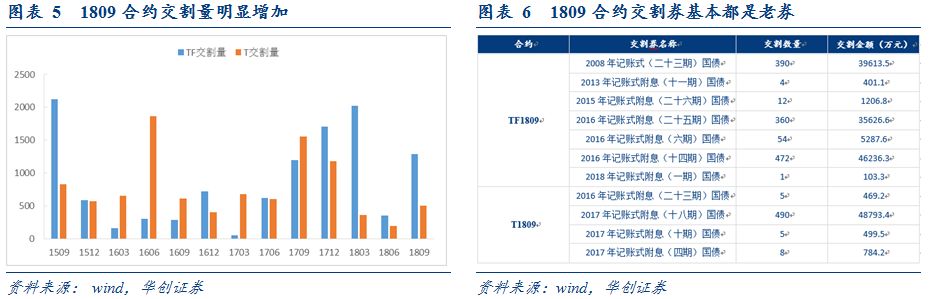 图表 5 1809 合约交割量明显增加
TF交割量 T交割量
2500
2000
1500
1000
500
0
1509 1512 1603 1606 1609 1612 1703 1706 1709 1712 1803 1806 1809
资料来源: wind, 华创证券
图表 6 1809 合约交割券基本都是老券
合约 交割券名称 交割数量 交割金额(万元)
TF1809
2008 年记账式(二十三期)国债 390 39613.5
2013 年记账式附息(十一期)国债 4 401.1
2015 年记账式附息(二十六期)国债 12 1206.8
2016 年记账式附息(二十五期)国债 360 35626.6
2016 年记账式附息(六期)国债 54 5287.6
2016 年记账式附息(十四期)国债 472 46236.3
2018 年记账式附息(一期)国债 1 103.3
T1809
2016 年记账式附息(二十三期)国债 5 469.2
2017 年记账式附息(十八期)国债 490 48793.4
2017 年记账式附息(十期)国债 5 499.5
2017 年记账式附息(四期)国债 8 784.2
资料来源: wind, 华创证券